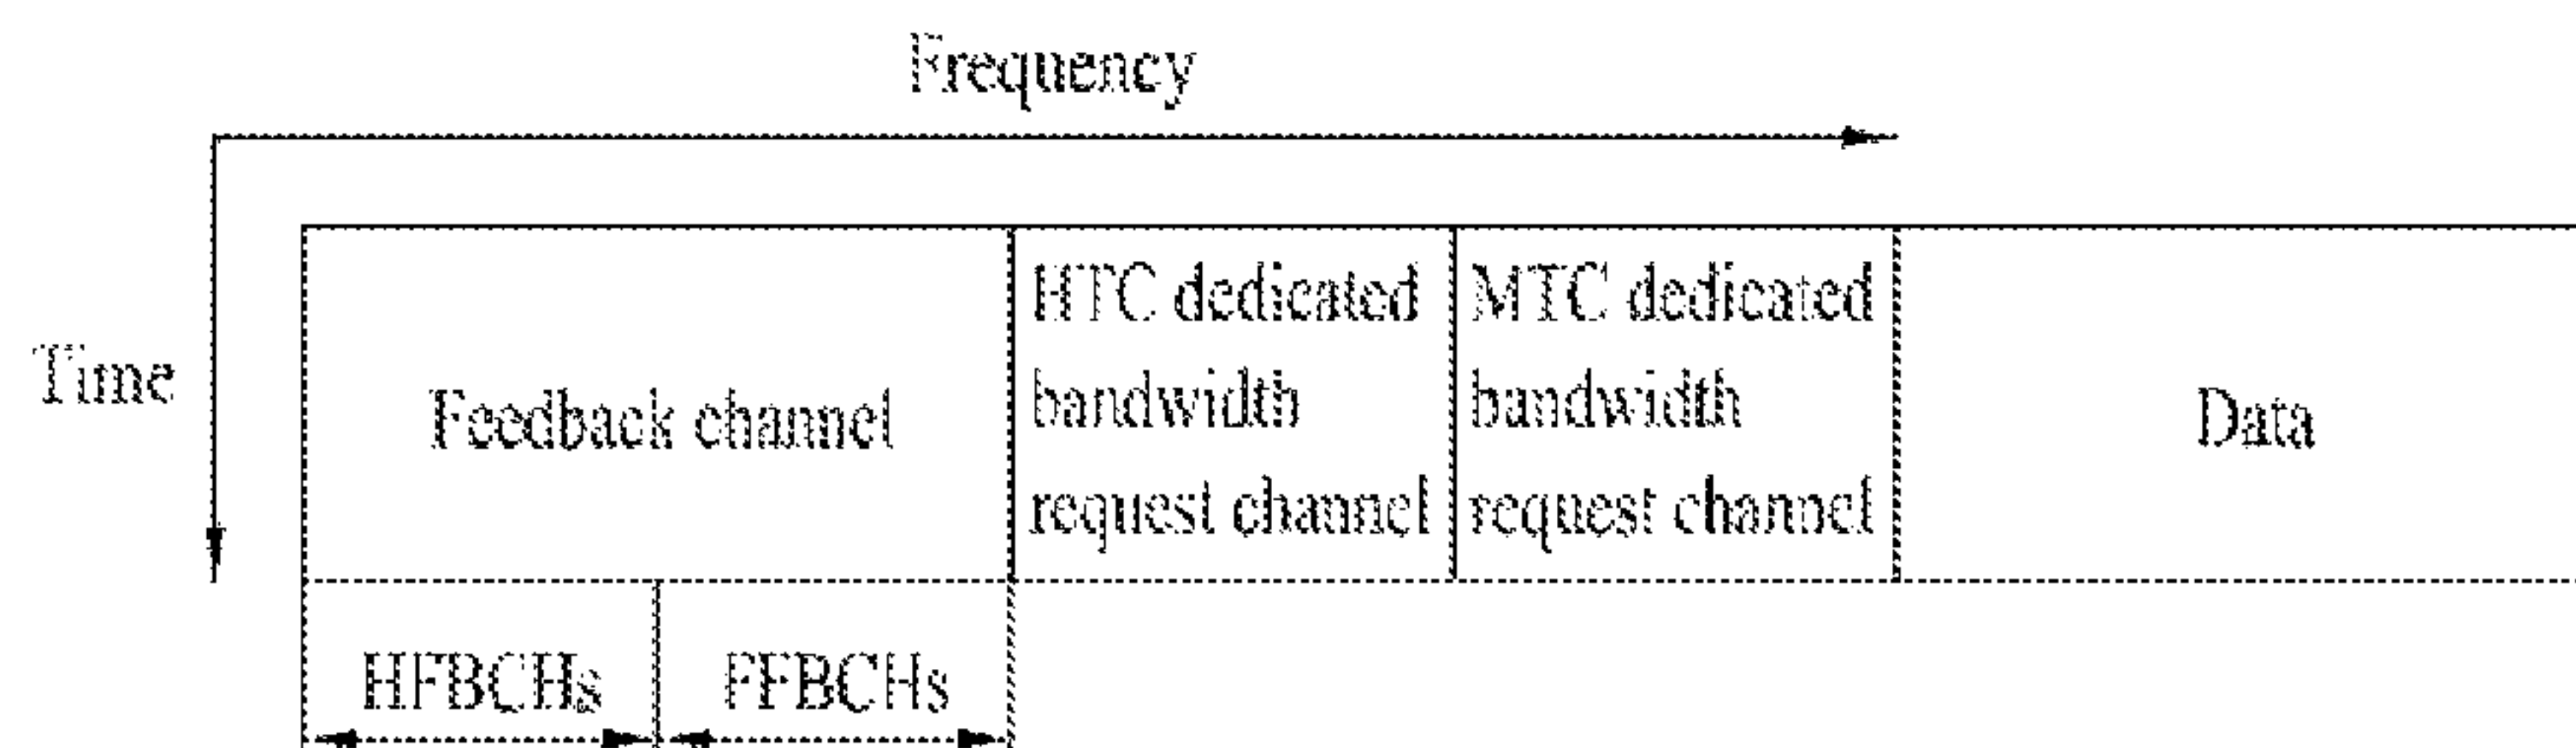 Frequency
Time
Feedback channel
HTC dedicated
bandwidth
request channel
MTC dedicated
bandwidth
request channel
Data
HFBCHs
FFBCHs